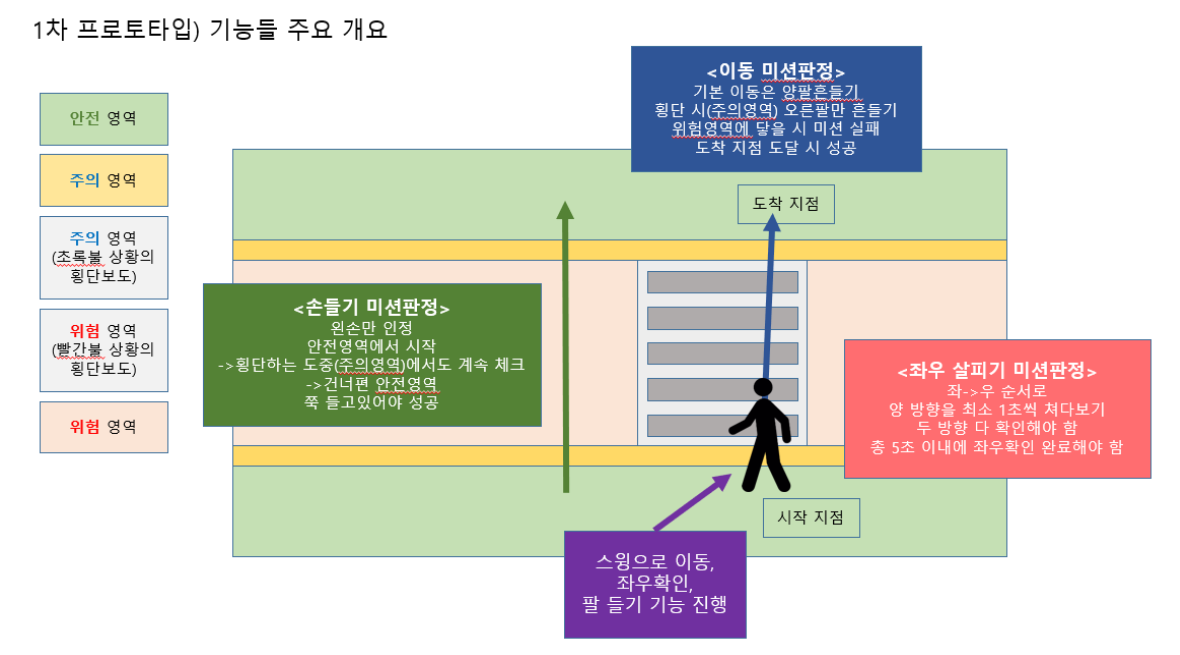 1차 프로토타입) 기능들 주요 개요
안전 영역
주의 영역
주의 영역
(초록불 상황의
횡단보도)
위험 영역
(빨간불 상황의
횡단보도)
위험 영역
<이동 미션판정>
기본 이동은 양팔흔들기
횡단 시(주의영역) 오른팔만 흔들기
위험영역에 닿을 시 미션 실패
도착 지점 도달 시 성공
도착 지점
<손들기 미션판정>
왼손만 인정
안전영역에서 시작
->횡단하는 도중(주의영역)에서도 계속 체크
->건너편 안전영역
쭉 들고있어야 성공
<좌우 살피기 미션판정>
좌->우 순서로
양 방향을 최소 1초씩 쳐다보기
두 방향 다 확인해야 함
총 5초 이내에 좌우확인 완료해야 함
시작 지점
스윙으로 이동,
좌우확인,
팔 들기 기능 진행